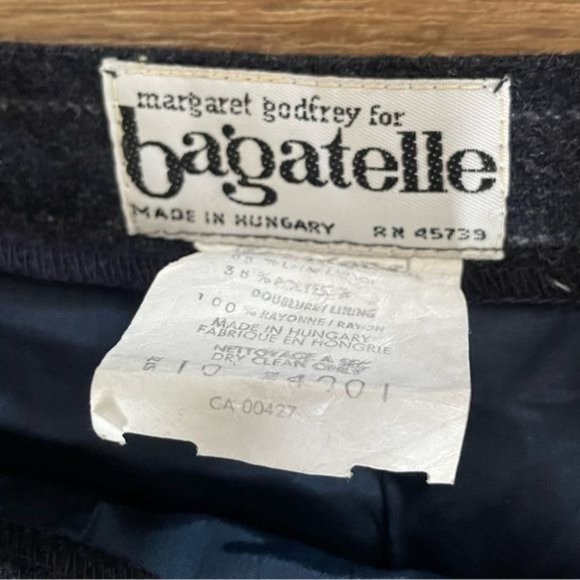 margaret godfrey for
bagatelle
MADE IN HUNGARY RN 45739
38% POLYESTER
DOUBLURE/LINING
100% RAYONNE/RAYON
MADE IN HUNGARY
FABRIQUE EN HONGRIE
NETTOYAGE A SEC
DRY CLEAN ONLY
10
CA 00427